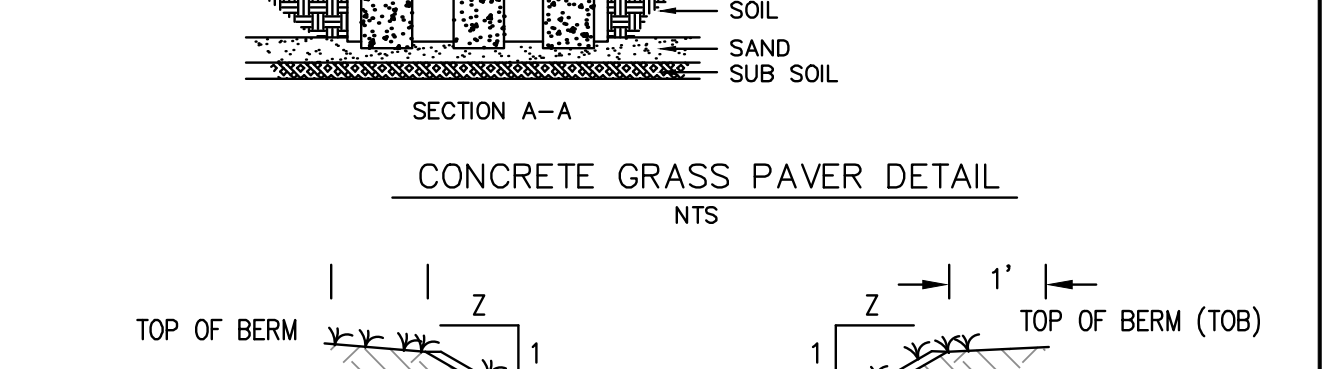 SOIL
SAND
SUB SOIL
SECTION A-A
CONCRETE GRASS PAVER DETAIL
NTS
1'
Z
Z
TOP OF BERM
TOP OF BERM (TOB)
1
1